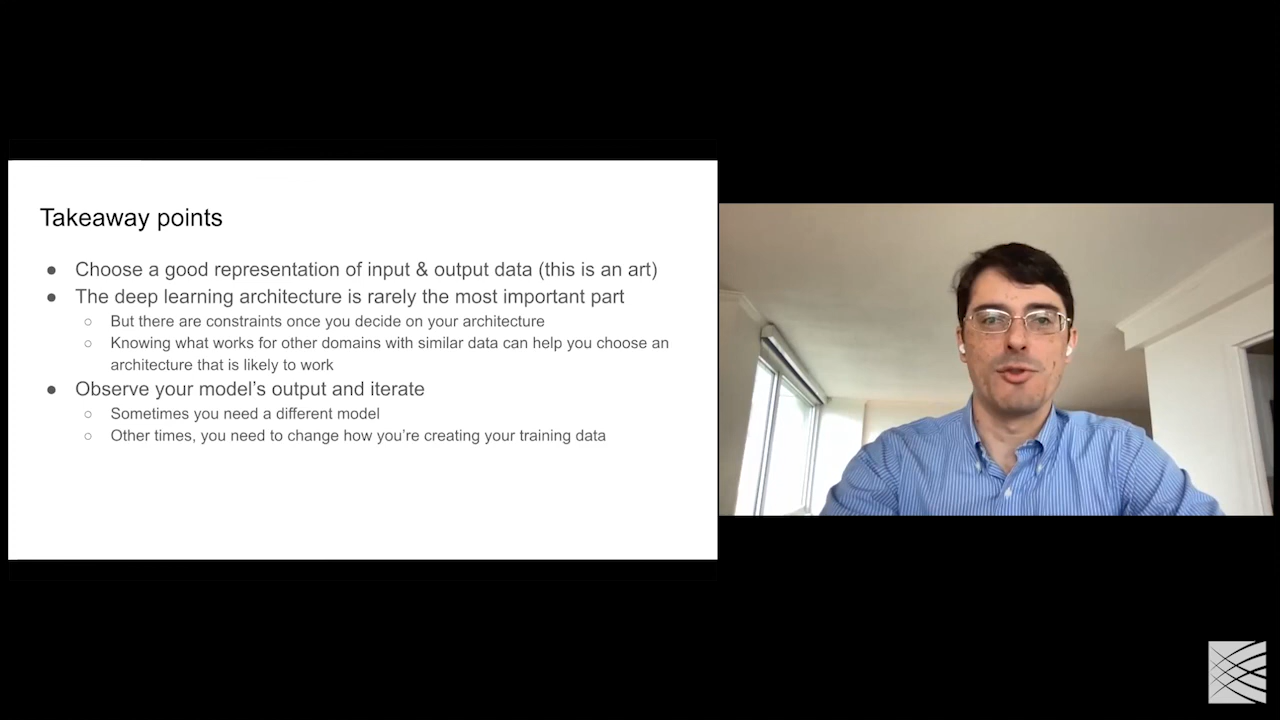 Takeaway points
● Choose a good representation of input & output data (this is an art)
● The deep learning architecture is rarely the most important part
○ But there are constraints once you decide on your architecture
○ Knowing what works for other domains with similar data can help you choose an
architecture that is likely to work
● Observe your model’s output and iterate
○ Sometimes you need a different model
○ Other times, you need to change how you’re creating your training data